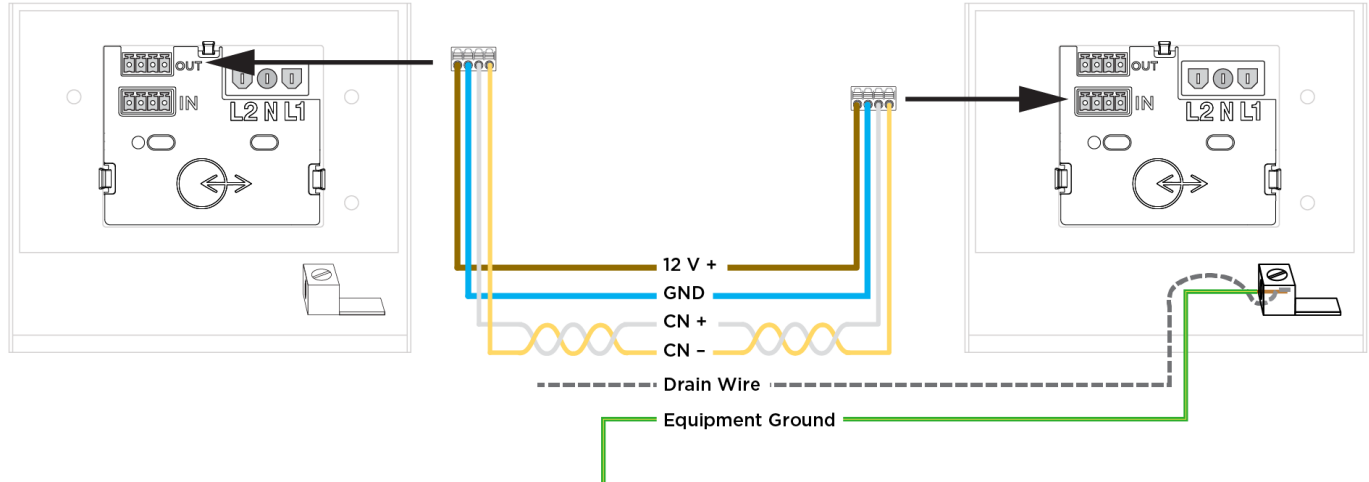 OUT
IN
L2 N L1
OUT
IN
L2 N L1
12 V +
GND
CN +
CN –
Drain Wire
Equipment Ground